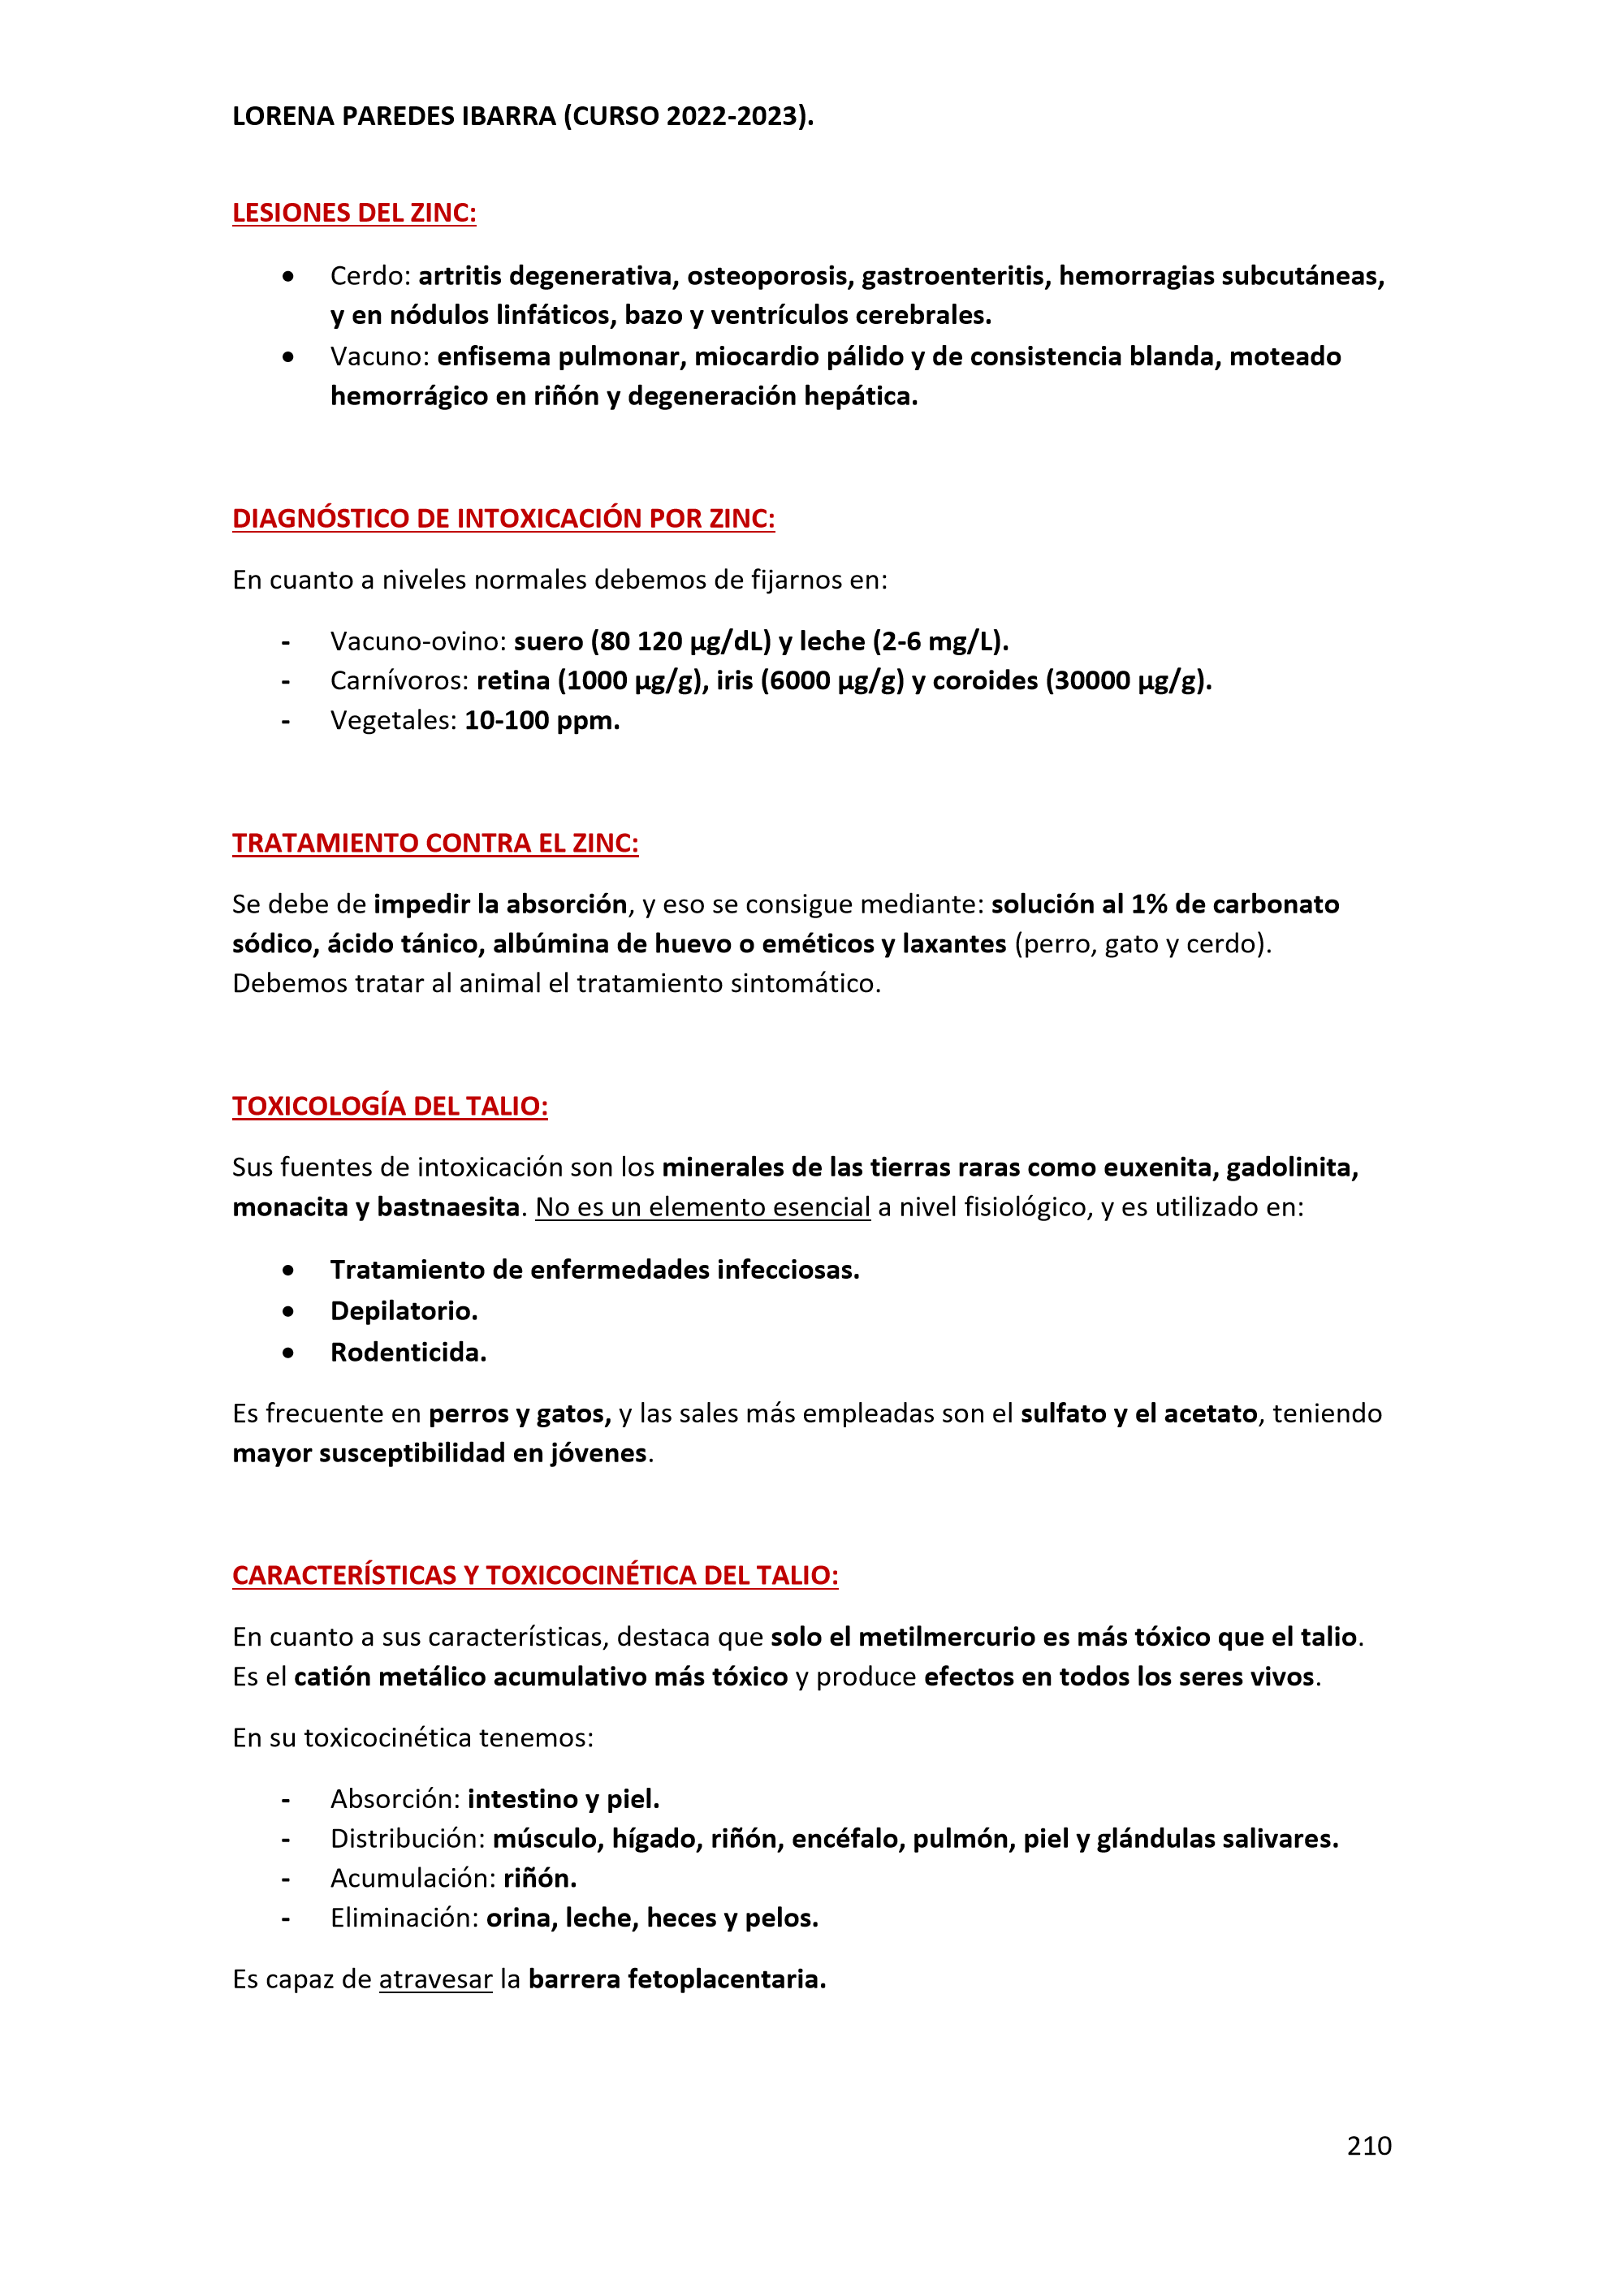 LORENA PAREDES IBARRA (CURSO 2022-2023).
LESIONES DEL ZINC:
• Cerdo: artritis degenerativa, osteoporosis, gastroenteritis, hemorragias subcutáneas,
y en nódulos linfáticos, bazo y ventrículos cerebrales.
• Vacuno: enfisema pulmonar, miocardio pálido y de consistencia blanda, moteado
hemorrágico en riñón y degeneración hepática.
DIAGNÓSTICO DE INTOXICACIÓN POR ZINC:
En cuanto a niveles normales debemos de fijarnos en:
- Vacuno-ovino: suero (80 120 µg/dL) y leche (2-6 mg/L).
- Carnívoros: retina (1000 µg/g), iris (6000 µg/g) y coroides (30000 µg/g).
- Vegetales: 10-100 ppm.
TRATAMIENTO CONTRA EL ZINC:
Se debe de impedir la absorción, y eso se consigue mediante: solución al 1% de carbonato
sódico, ácido tánico, albúmina de huevo o eméticos y laxantes (perro, gato y cerdo).
Debemos tratar al animal el tratamiento sintomático.
TOXICOLOGÍA DEL TALIO:
Sus fuentes de intoxicación son los minerales de las tierras raras como euxenita, gadolinita,
monacita y bastnaesita. No es un elemento esencial a nivel fisiológico, y es utilizado en:
• Tratamiento de enfermedades infecciosas.
• Depilatorio.
• Rodenticida.
Es frecuente en perros y gatos, y las sales más empleadas son el sulfato y el acetato, teniendo
mayor susceptibilidad en jóvenes.
CARACTERÍSTICAS Y TOXICOCINÉTICA DEL TALIO:
En cuanto a sus características, destaca que solo el metilmercurio es más tóxico que el talio.
Es el catión metálico acumulativo más tóxico y produce efectos en todos los seres vivos.
En su toxicocinética tenemos:
- Absorción: intestino y piel.
- Distribución: músculo, hígado, riñón, encéfalo, pulmón, piel y glándulas salivares.
- Acumulación: riñón.
- Eliminación: orina, leche, heces y pelos.
Es capaz de atravesar la barrera fetoplacentaria.
210